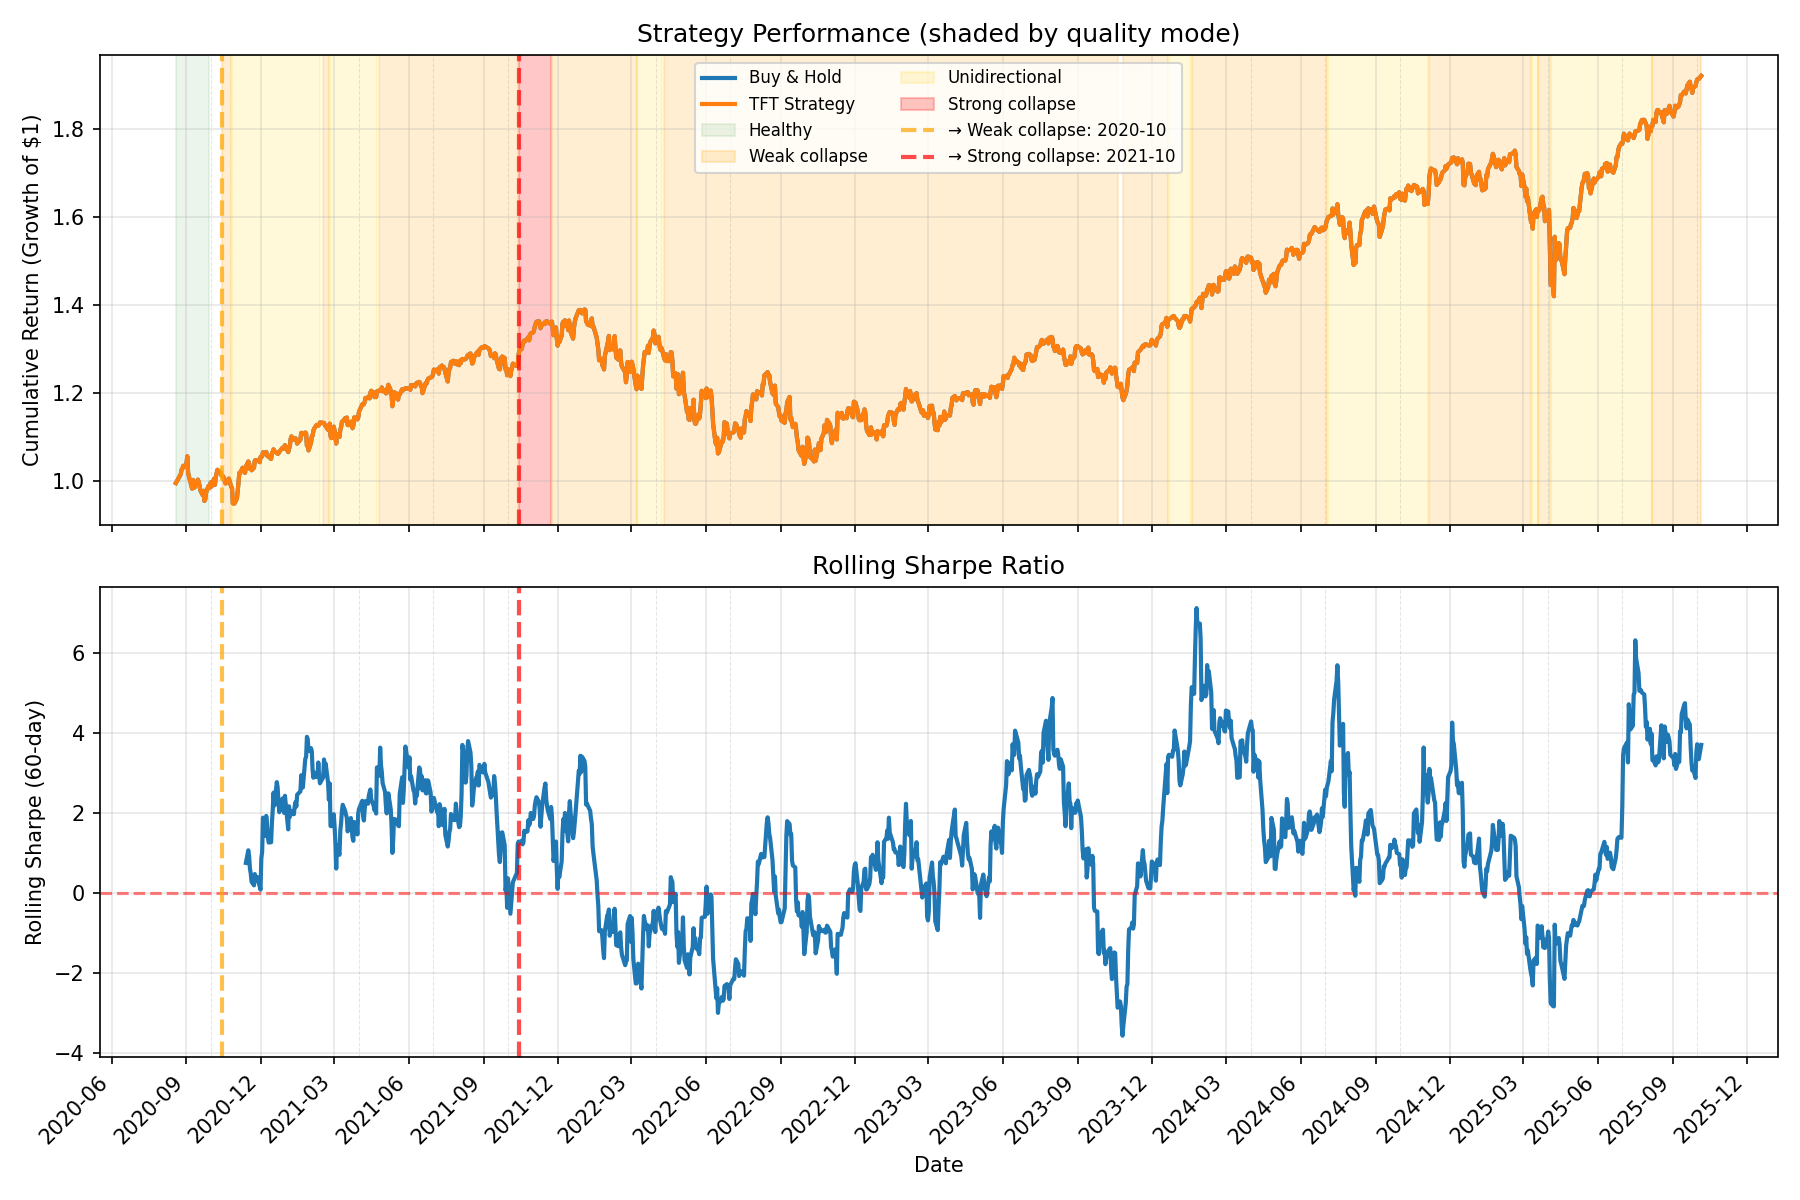 Strategy Performance (shaded by quality mode)
Cumulative Return (Growth of $1)
1.8
1.6
1.4
1.2
1.0
Buy & Hold
TFT Strategy
Healthy
Weak collapse
Unidirectional
Strong collapse
→ Weak collapse: 2020-10
→ Strong collapse: 2021-10
Rolling Sharpe Ratio
Rolling Sharpe (60-day)
6
4
2
0
−2
−4
2020-06
2020-09
2020-12
2021-03
2021-06
2021-09
2021-12
2022-03
2022-06
2022-09
2022-12
2023-03
2023-06
2023-09
2023-12
2024-03
2024-06
2024-09
2024-12
2025-03
2025-06
2025-09
2025-12
Date